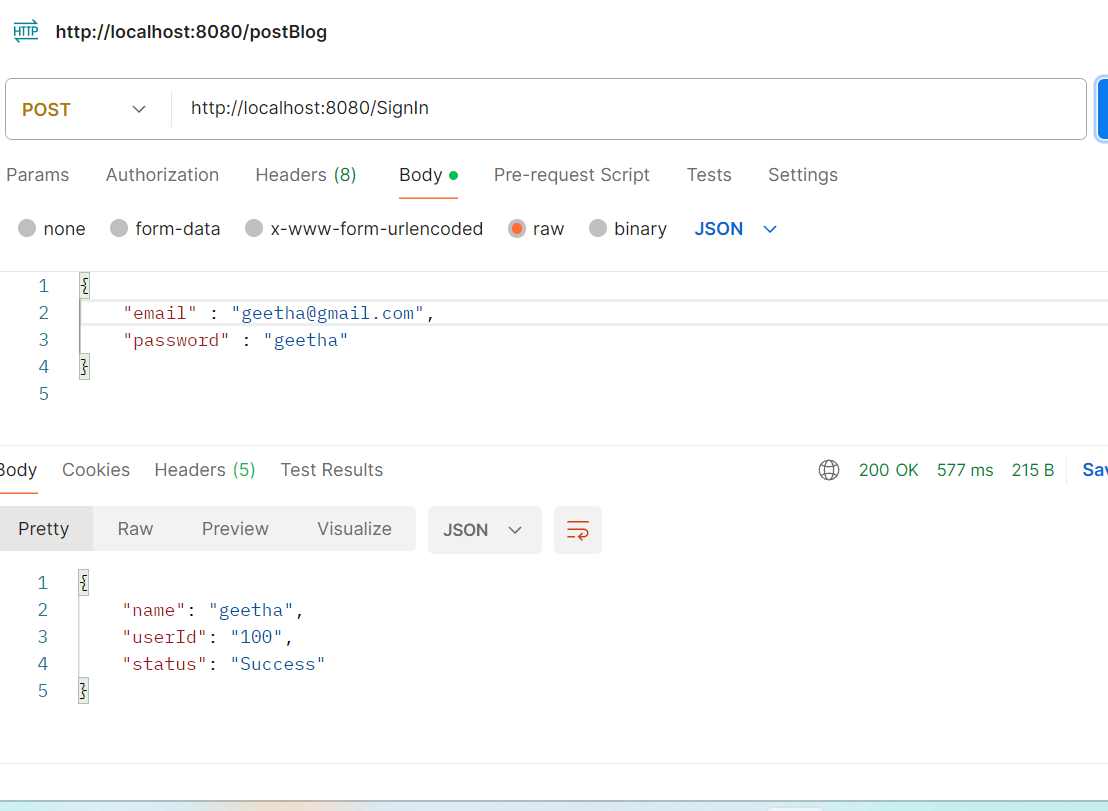 HTTP http://localhost:8080/postBlog
POST http://localhost:8080/SignIn
Params Authorization Headers (8) Body Pre-request Script Tests Settings
none form-data x-www-form-urlencoded raw binary JSON
1 {
2 "email" : "geetha@gmail.com",
3 "password" : "geetha"
4 }
5
Body Cookies Headers (5) Test Results 200 OK 577 ms 215 B Sav
Pretty Raw Preview Visualize JSON
1 {
2 "name": "geetha",
3 "userId": "100",
4 "status": "Success"
5 }